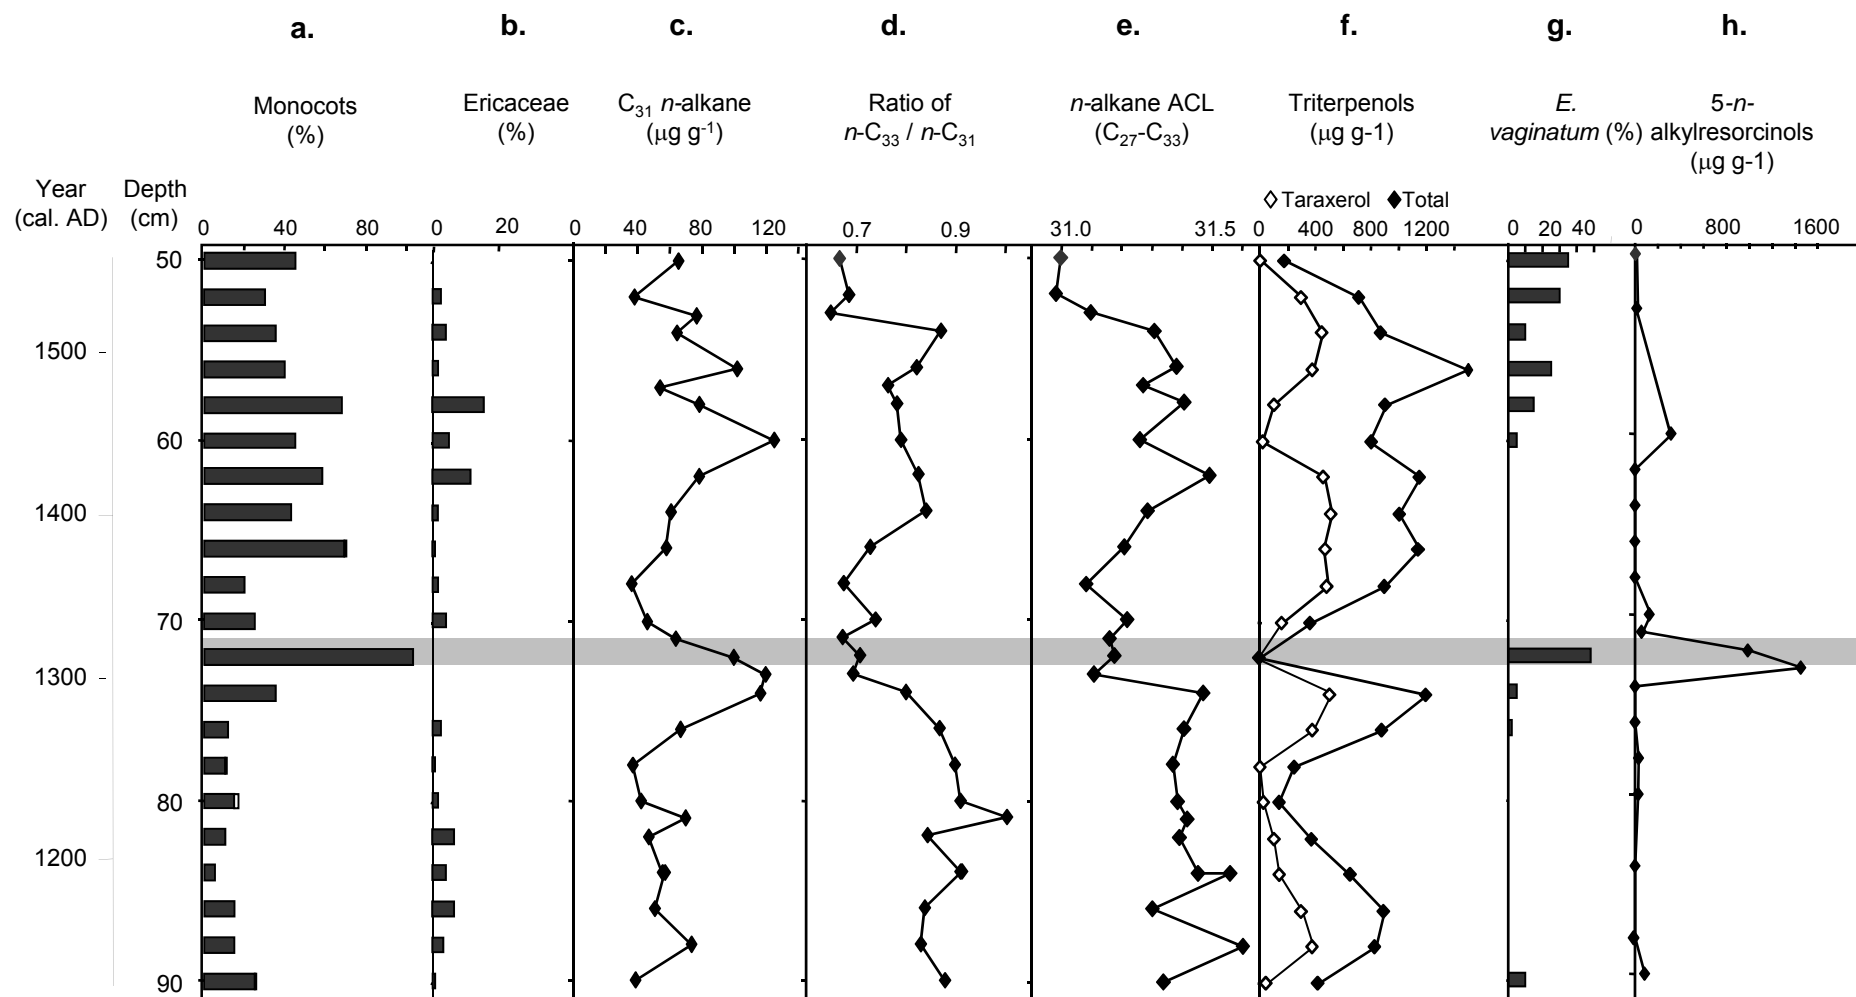 a. b. c. d. e. f. g. h.
Monocots (%)
Ericaceae (%)
C₃₁ n-alkane (μg g⁻¹)
Ratio of n-C₃₃ / n-C₃₁
n-alkane ACL (C₂₇-C₃₃)
Triterpenols (μg g-1)
E. vaginatum (%)
5-n-alkylresorcinols (μg g-1)
Year (cal. AD)
Depth (cm)
Taraxerol Total
0 40 80
0 20
0 40 80 120
0.7 0.9
31.0 31.5
0 400 800 1200
0 20 40
0 800 1600
50
1500
60
1400
70
1300
80
1200
90